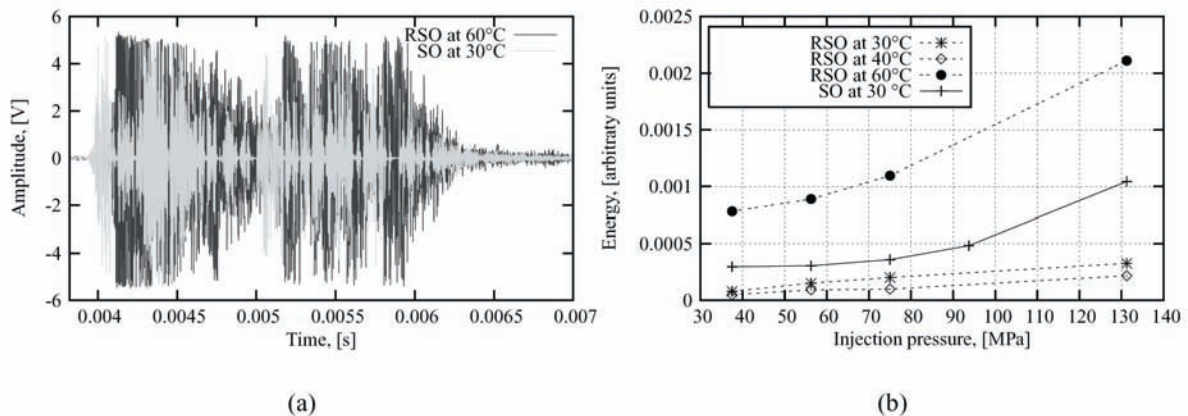 6
4
2
0
-2
-4
-6
Amplitude, [V]
RSO at 60°C
SO at 30°C
0.004 0.0045 0.005 0.0055 0.006 0.0065 0.007
Time, [s]
(a)
0.0025
0.002
0.0015
0.001
0.0005
0
Energy, [arbitraty units]
RSO at 30°C
RSO at 40°C
RSO at 60°C
SO at 30 °C
30 40 50 60 70 80 90 100 110 120 130 140
Injection pressure, [MPa]
(b)